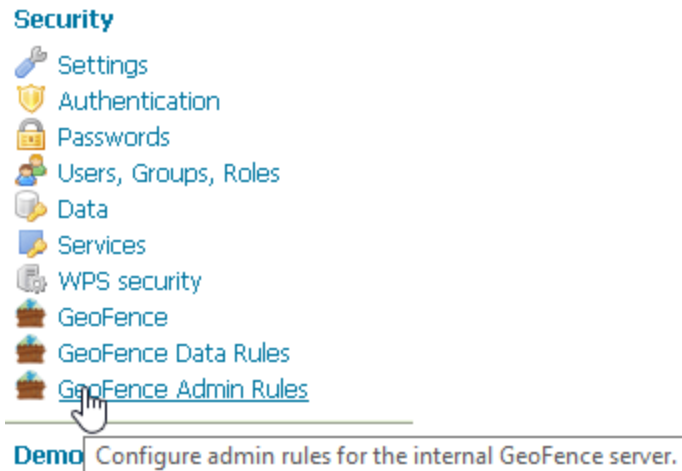 Security
Settings
Authentication
Passwords
Users, Groups, Roles
Data
Services
WPS security
GeoFence
GeoFence Data Rules
GeoFence Admin Rules
Demo
Configure admin rules for the internal GeoFence server.